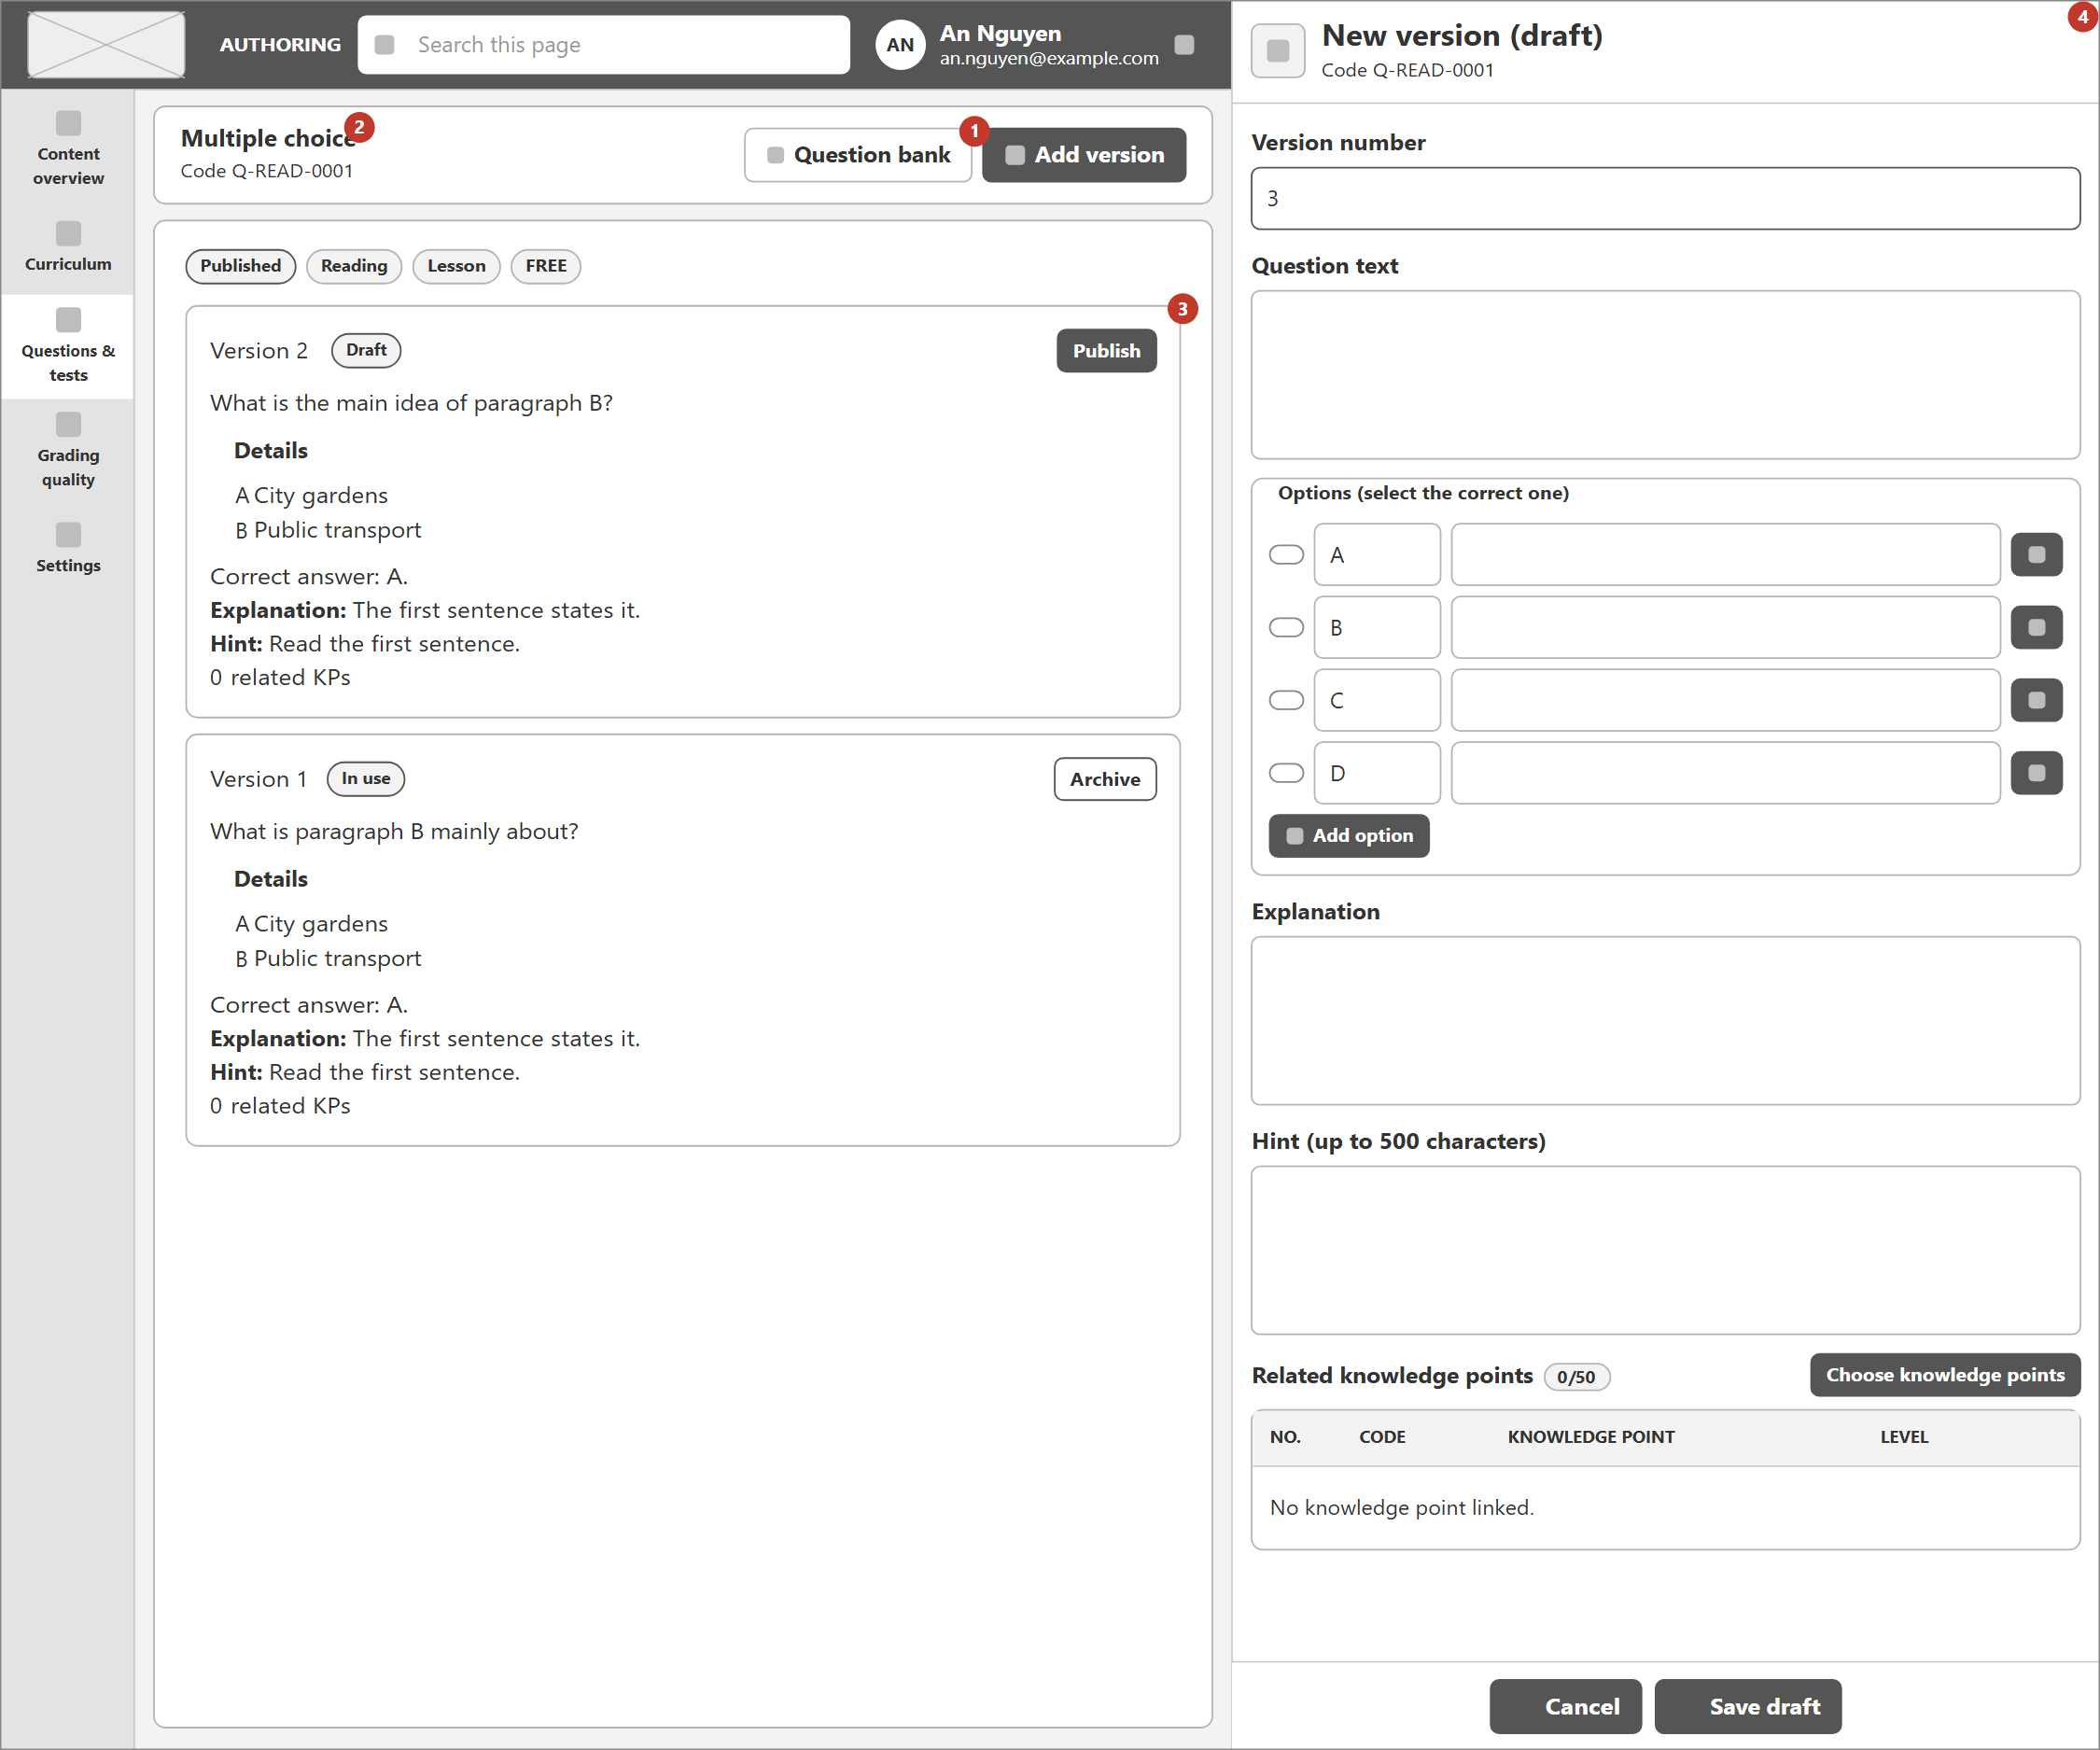 AUTHORING
Search this page
AN
An Nguyen
an.nguyen@example.com
Content
overview
Curriculum
Questions &
tests
Grading
quality
Settings
Multiple choice
2
Code Q-READ-0001
Question bank
1
Add version
Published
Reading
Lesson
FREE
3
Version 2
Draft
Publish
What is the main idea of paragraph B?
Details
A City gardens
B Public transport
Correct answer: A.
Explanation: The first sentence states it.
Hint: Read the first sentence.
0 related KPs
Version 1
In use
Archive
What is paragraph B mainly about?
Details
A City gardens
B Public transport
Correct answer: A.
Explanation: The first sentence states it.
Hint: Read the first sentence.
0 related KPs
New version (draft)
4
Code Q-READ-0001
Version number
3
Question text
Options (select the correct one)
A
B
C
D
Add option
Explanation
Hint (up to 500 characters)
Related knowledge points 0/50
Choose knowledge points
NO. CODE KNOWLEDGE POINT LEVEL
No knowledge point linked.
Cancel
Save draft